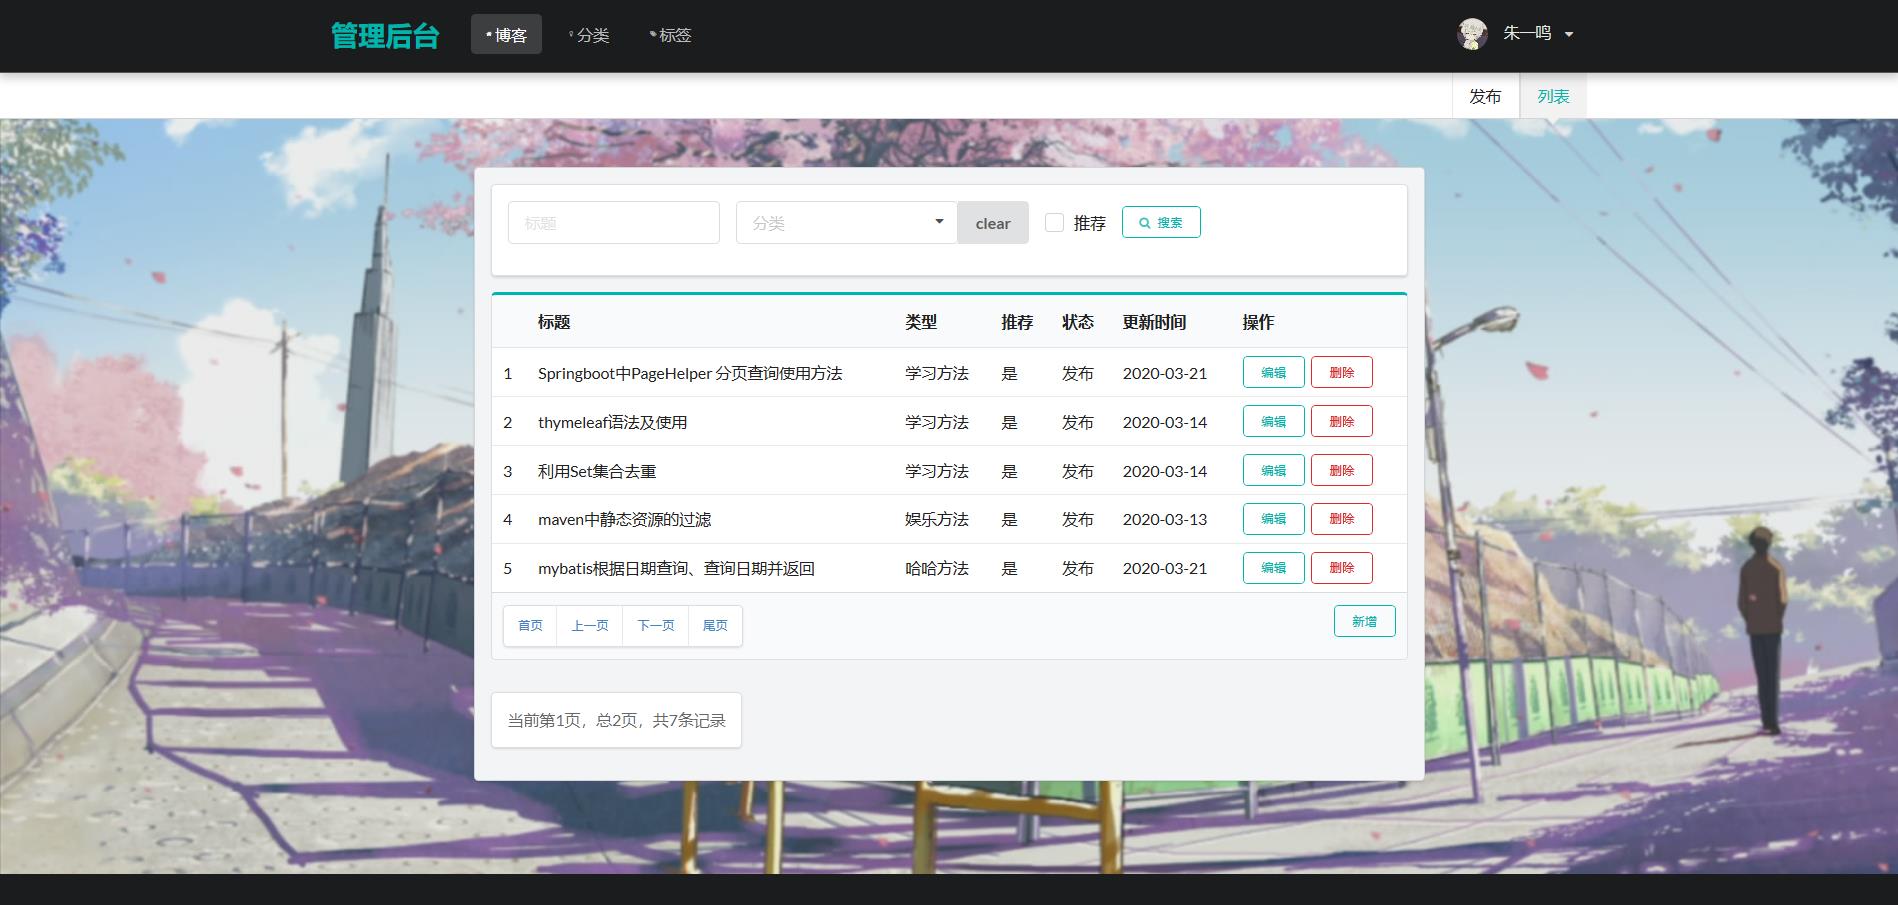 管理后台 博客 分类 标签 朱一鸣
发布 列表
标题 分类 clear 推荐 搜索
标题 类型 推荐 状态 更新时间 操作
1 Springboot中PageHelper 分页查询使用方法 学习方法 是 发布 2020-03-21 编辑 删除
2 thymeleaf语法及使用 学习方法 是 发布 2020-03-14 编辑 删除
3 利用Set集合去重 学习方法 是 发布 2020-03-14 编辑 删除
4 maven中静态资源的过滤 娱乐方法 是 发布 2020-03-13 编辑 删除
5 mybatis根据日期查询、查询日期并返回 哈哈方法 是 发布 2020-03-21 编辑 删除
首页 上一页 下一页 尾页 新增
当前第1页，总2页，共7条记录